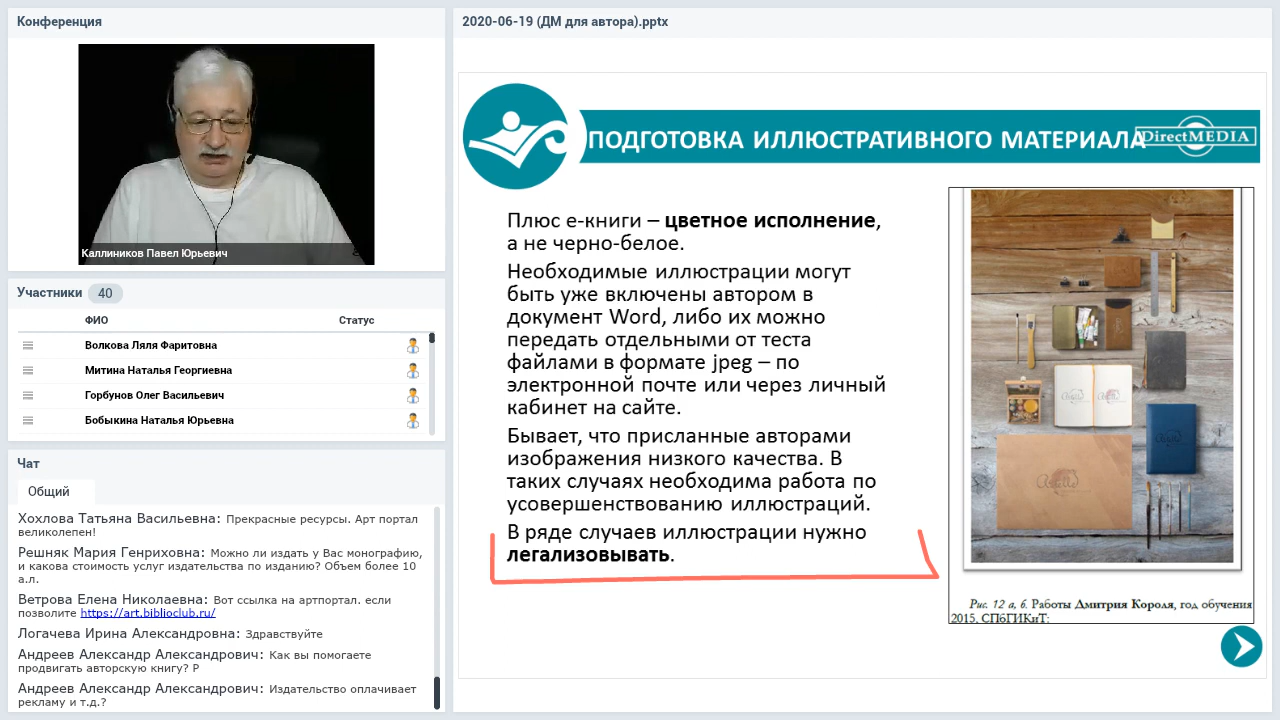 Конференция
Каллиников Павел Юрьевич
Участники 40
ФИО Статус
Волкова Ляля Фаритовна
Митина Наталья Георгиевна
Горбунов Олег Васильевич
Бобыкина Наталья Юрьевна
Чат
Общий
Хохлова Татьяна Васильевна: Прекрасные ресурсы. Арт портал
великолепен!
Решняк Мария Генриховна: Можно ли издать у Вас монографию,
и какова стоимость услуг издательства по изданию? Объем более 10
а.л.
Ветрова Елена Николаевна: Вот ссылка на артпортал. если
позволите https://art.biblioclub.ru/
Логачева Ирина Александровна: Здравствуйте
Андреев Александр Александрович: Как вы помогаете
продвигать авторскую книгу? Р
Андреев Александр Александрович: Издательство оплачивает
рекламу и т.д.?
2020-06-19 (ДМ для автора).pptx
ПОДГОТОВКА ИЛЛЮСТРАТИВНОГО МАТЕРИАЛА
DirectMEDIA
Плюс е-книги – цветное исполнение,
а не черно-белое.
Необходимые иллюстрации могут
быть уже включены автором в
документ Word, либо их можно
передать отдельными от теста
файлами в формате jpeg – по
электронной почте или через личный
кабинет на сайте.
Бывает, что присланные авторами
изображения низкого качества. В
таких случаях необходима работа по
усовершенствованию иллюстраций.
В ряде случаев иллюстрации нужно
легализовывать.
Рис. 12 а, б. Работы Дмитрия Короля, год обучения
2015, СПбГИКиТ: